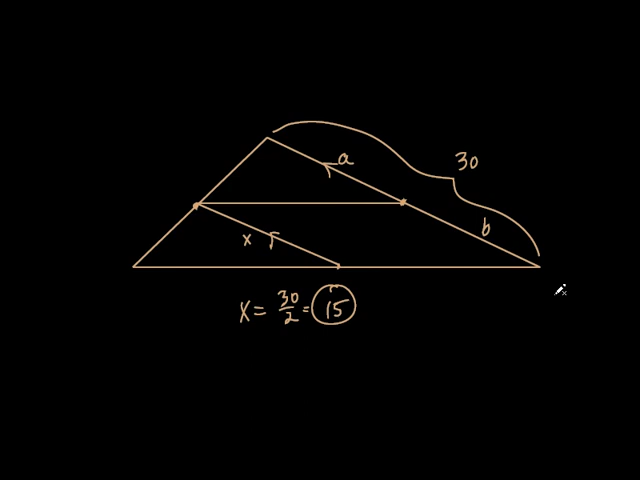 30
a
b
x
x = 30/2 = 15